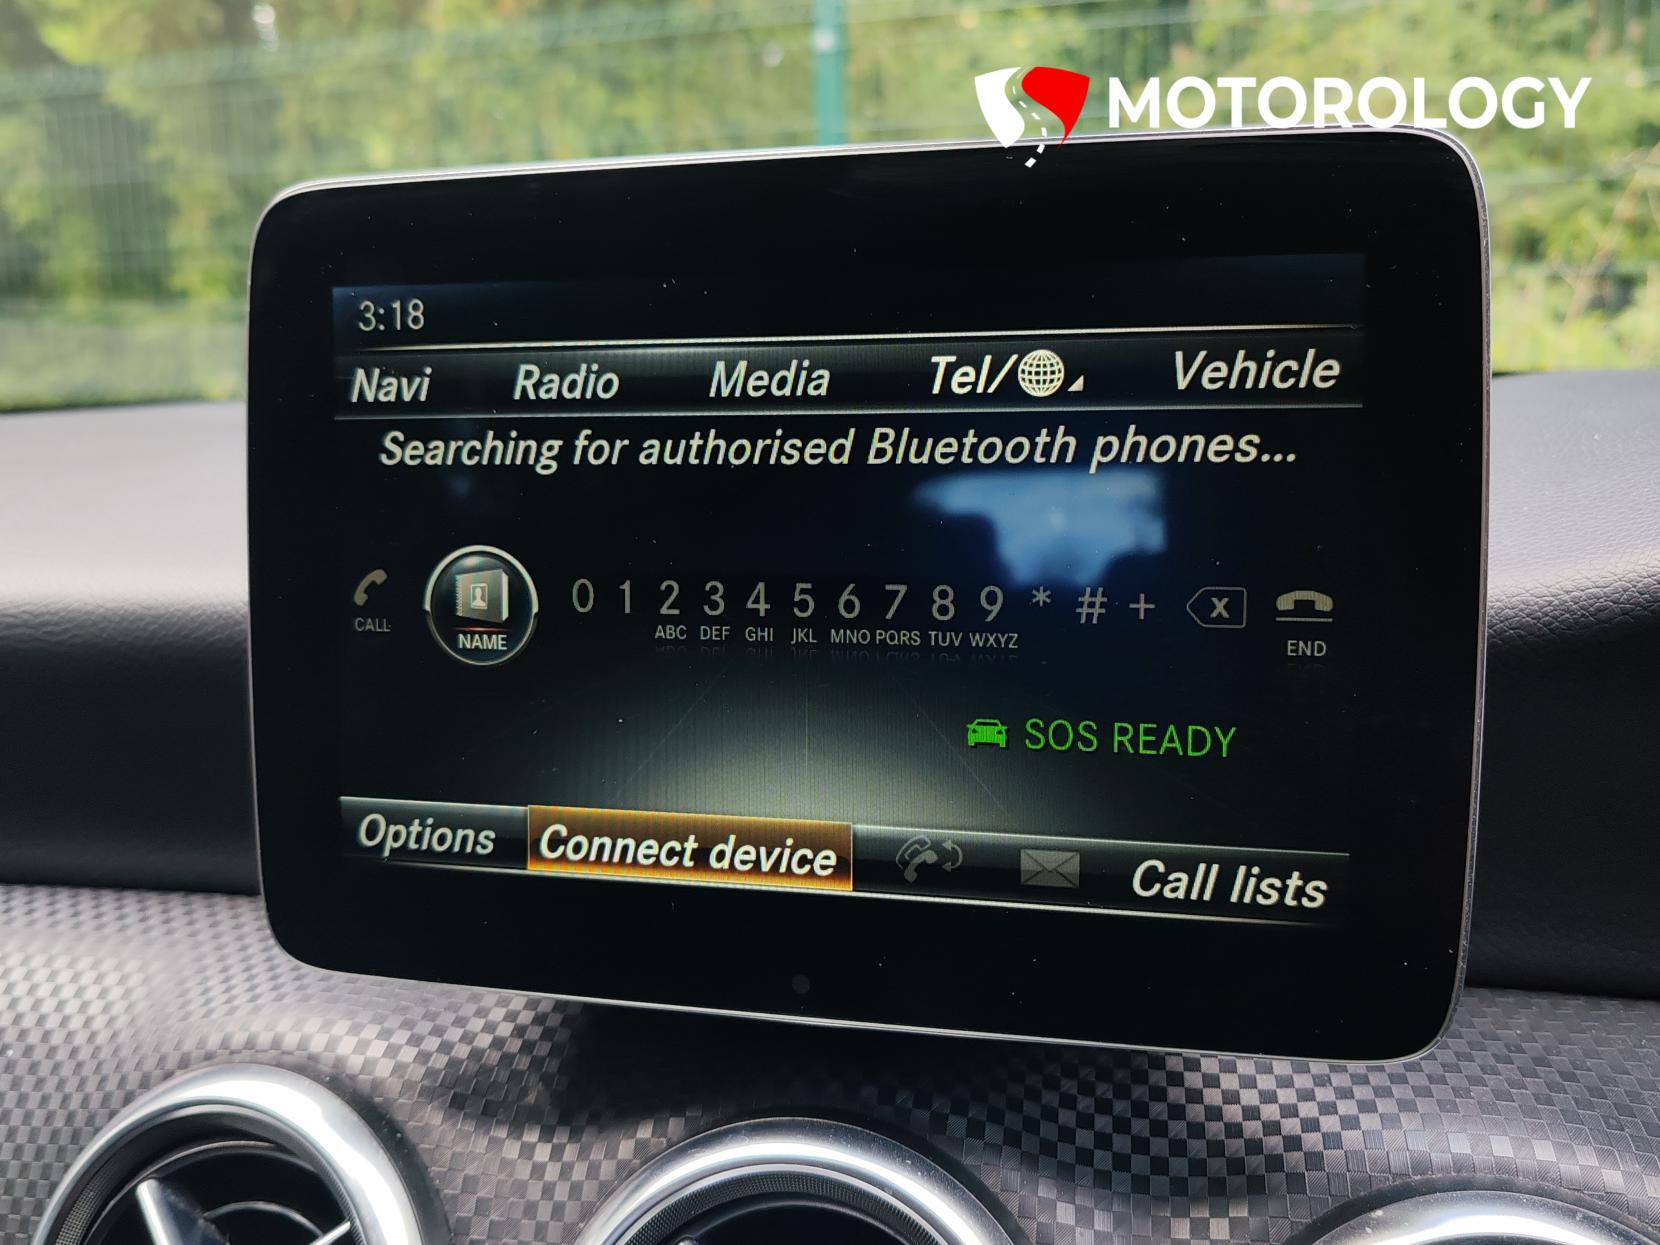 MOTOROLOGY
3:18
Navi Radio Media Tel/ Vehicle
Searching for authorised Bluetooth phones...
0 1 2 3 4 5 6 7 8 9 * # + X
CALL NAME ABC DEF GHI JKL MNO PQRS TUV WXYZ END
SOS READY
Options Connect device Call lists